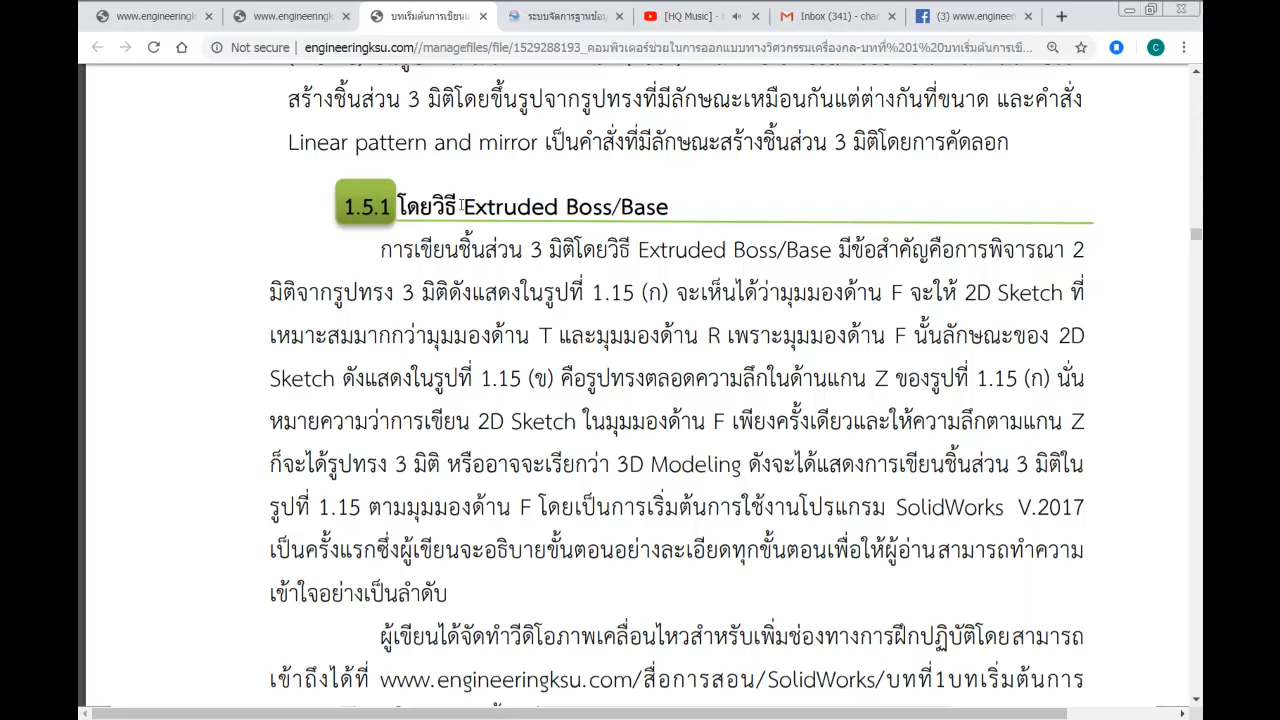 www.engineeringk
www.engineeringk
บทเริ่มต้นการเขียน
ระบบจัดการฐานข้อมู
[HQ Music] -
Inbox (341) - char
(3) www.engineer
Not secure
engineeringksu.com//managefiles/file/1529288193_คอมพิวเตอร์ช่วยในการออกแบบทางวิศวกรรมเครื่องกล-บทที่%201%20บทเริ่มต้นการเขี...
สร้างชิ้นส่วน 3 มิติโดยขึ้นรูปจากรูปทรงที่มีลักษณะเหมือนกันแต่ต่างกันที่ขนาด และคำสั่ง
Linear pattern and mirror เป็นคำสั่งที่มีลักษณะสร้างชิ้นส่วน 3 มิติโดยการคัดลอก
1.5.1 โดยวิธี Extruded Boss/Base
การเขียนชิ้นส่วน 3 มิติโดยวิธี Extruded Boss/Base มีข้อสำคัญคือการพิจารณา 2
มิติจากรูปทรง 3 มิติดังแสดงในรูปที่ 1.15 (ก) จะเห็นได้ว่ามุมมองด้าน F จะให้ 2D Sketch ที่
เหมาะสมมากกว่ามุมมองด้าน T และมุมมองด้าน R เพราะมุมมองด้าน F นั้นลักษณะของ 2D
Sketch ดังแสดงในรูปที่ 1.15 (ข) คือรูปทรงตลอดความลึกในด้านแกน Z ของรูปที่ 1.15 (ก) นั่น
หมายความว่าการเขียน 2D Sketch ในมุมมองด้าน F เพียงครั้งเดียวและให้ความลึกตามแกน Z
ก็จะได้รูปทรง 3 มิติ หรืออาจจะเรียกว่า 3D Modeling ดังจะได้แสดงการเขียนชิ้นส่วน 3 มิติใน
รูปที่ 1.15 ตามมุมมองด้าน F โดยเป็นการเริ่มต้นการใช้งานโปรแกรม SolidWorks V.2017
เป็นครั้งแรกซึ่งผู้เขียนจะอธิบายขั้นตอนอย่างละเอียดทุกขั้นตอนเพื่อให้ผู้อ่านสามารถทำความ
เข้าใจอย่างเป็นลำดับ
ผู้เขียนได้จัดทำวีดิโอภาพเคลื่อนไหวสำหรับเพิ่มช่องทางการฝึกปฏิบัติโดยสามารถ
เข้าถึงได้ที่ www.engineeringksu.com/สื่อการสอน/SolidWorks/บทที่1บทเริ่มต้นการ